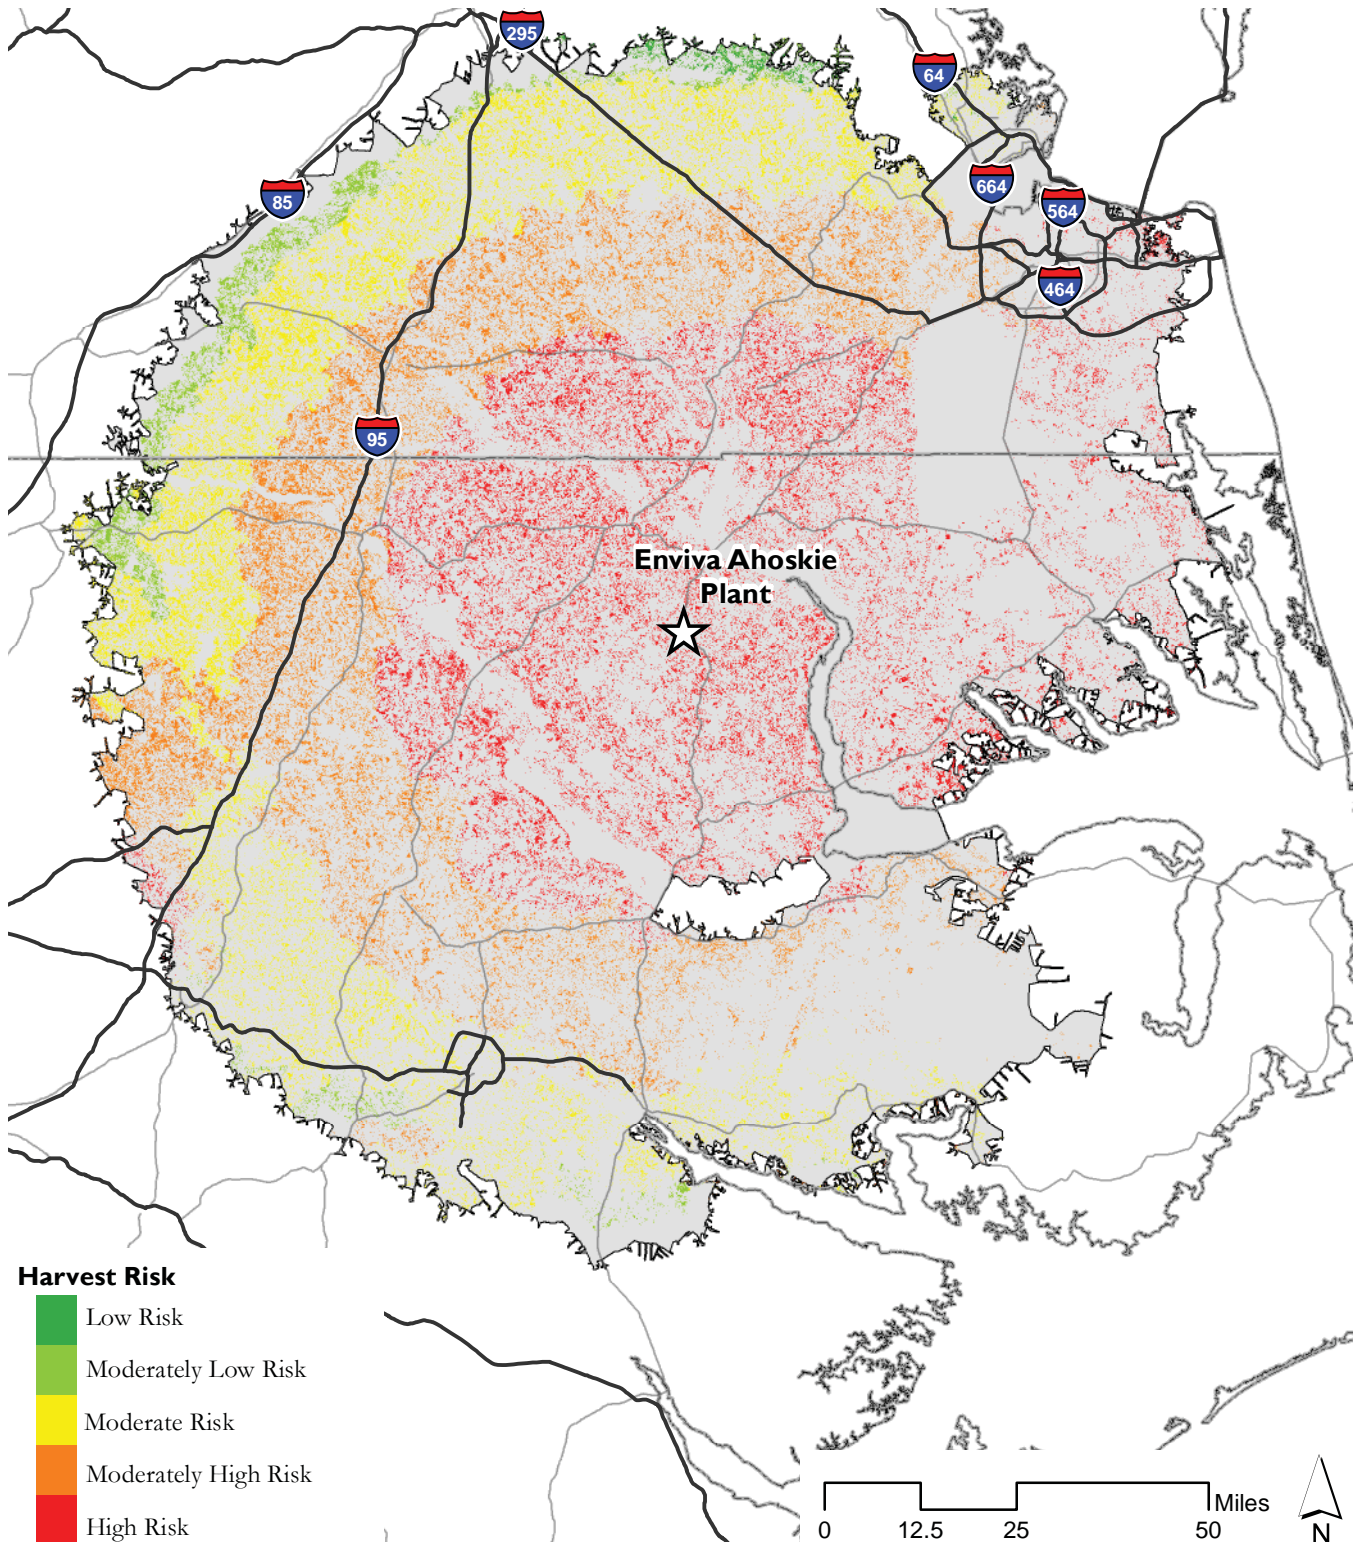 295
64
85
664
564
464
95
Enviva Ahoskie
Plant
Harvest Risk
Low Risk
Moderately Low Risk
Moderate Risk
Moderately High Risk
High Risk
Miles
0 12.5 25 50
N